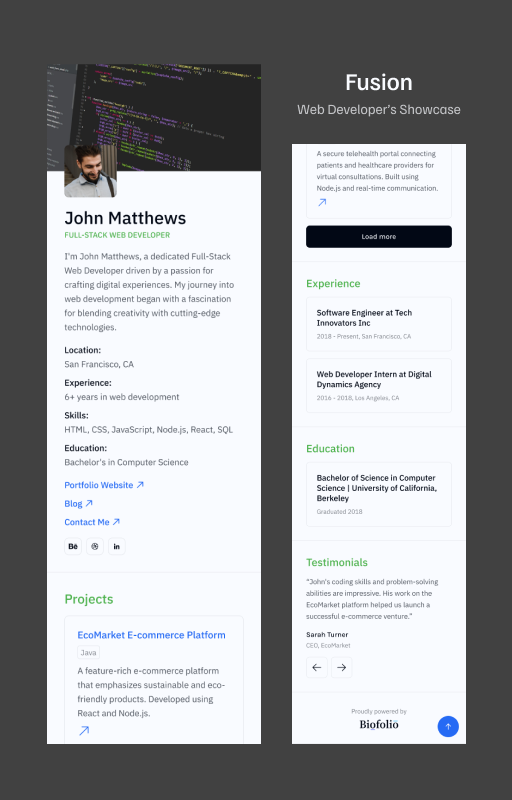 John Matthews
FULL-STACK WEB DEVELOPER
I'm John Matthews, a dedicated Full-Stack
Web Developer driven by a passion for
crafting digital experiences. My journey into
web development began with a fascination
for blending creativity with cutting-edge
technologies.
Location:
San Francisco, CA
Experience:
6+ years in web development
Skills:
HTML, CSS, JavaScript, Node.js, React, SQL
Education:
Bachelor's in Computer Science
Portfolio Website
Blog
Contact Me
Bē
in
Projects
EcoMarket E-commerce Platform
Java
A feature-rich e-commerce platform
that emphasizes sustainable and eco-
friendly products. Developed using
React and Node.js.
Fusion
Web Developer's Showcase
A secure telehealth portal connecting
patients and healthcare providers for
virtual consultations. Built using
Node.js and real-time communication.
Load more
Experience
Software Engineer at Tech
Innovators Inc
2018 - Present, San Francisco, CA
Web Developer Intern at Digital
Dynamics Agency
2016 - 2018, Los Angeles, CA
Education
Bachelor of Science in Computer
Science | University of California,
Berkeley
Graduated 2018
Testimonials
"John's coding skills and problem-solving
abilities are impressive. His work on the
EcoMarket platform helped us launch a
successful e-commerce venture."
Sarah Turner
CEO, EcoMarket
Proudly powered by
Biofolio